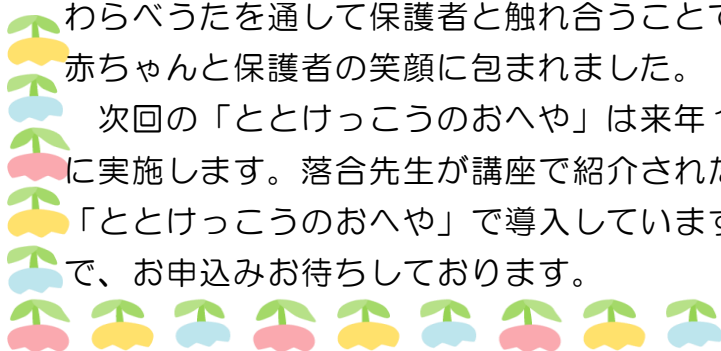 わらべうたを通して保護者と触れ合うことで
赤ちゃんと保護者の笑顔に包まれました。
次回の「ととけっこうのおへや」は来年
に実施します。落合先生が講座で紹介された
「ととけっこうのおへや」で導入しています
で、お申込みお待ちしております。